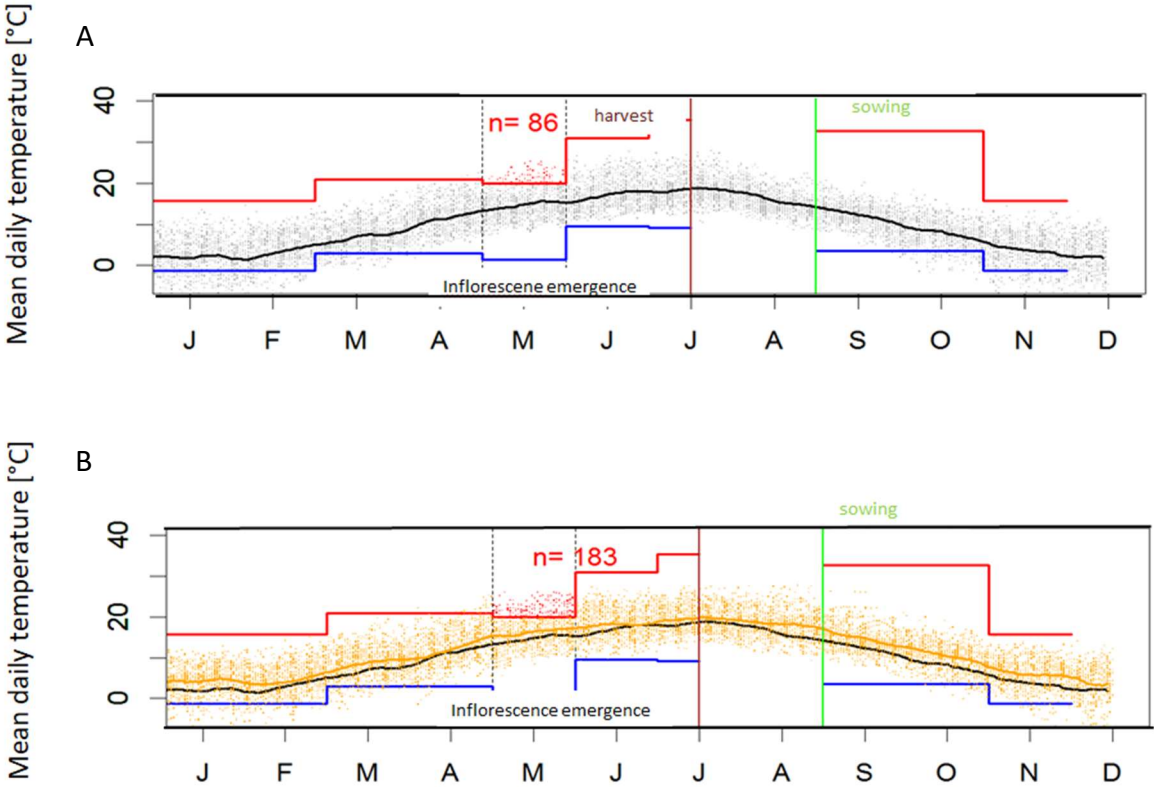 A
Mean daily temperature [°C]
40
20
0
n= 86
harvest
sowing
Inflorescene emergence
J F M A M J J A S O N D
B
Mean daily temperature [°C]
40
20
0
sowing
n= 183
Inflorescence emergence
J F M A M J J A S O N D